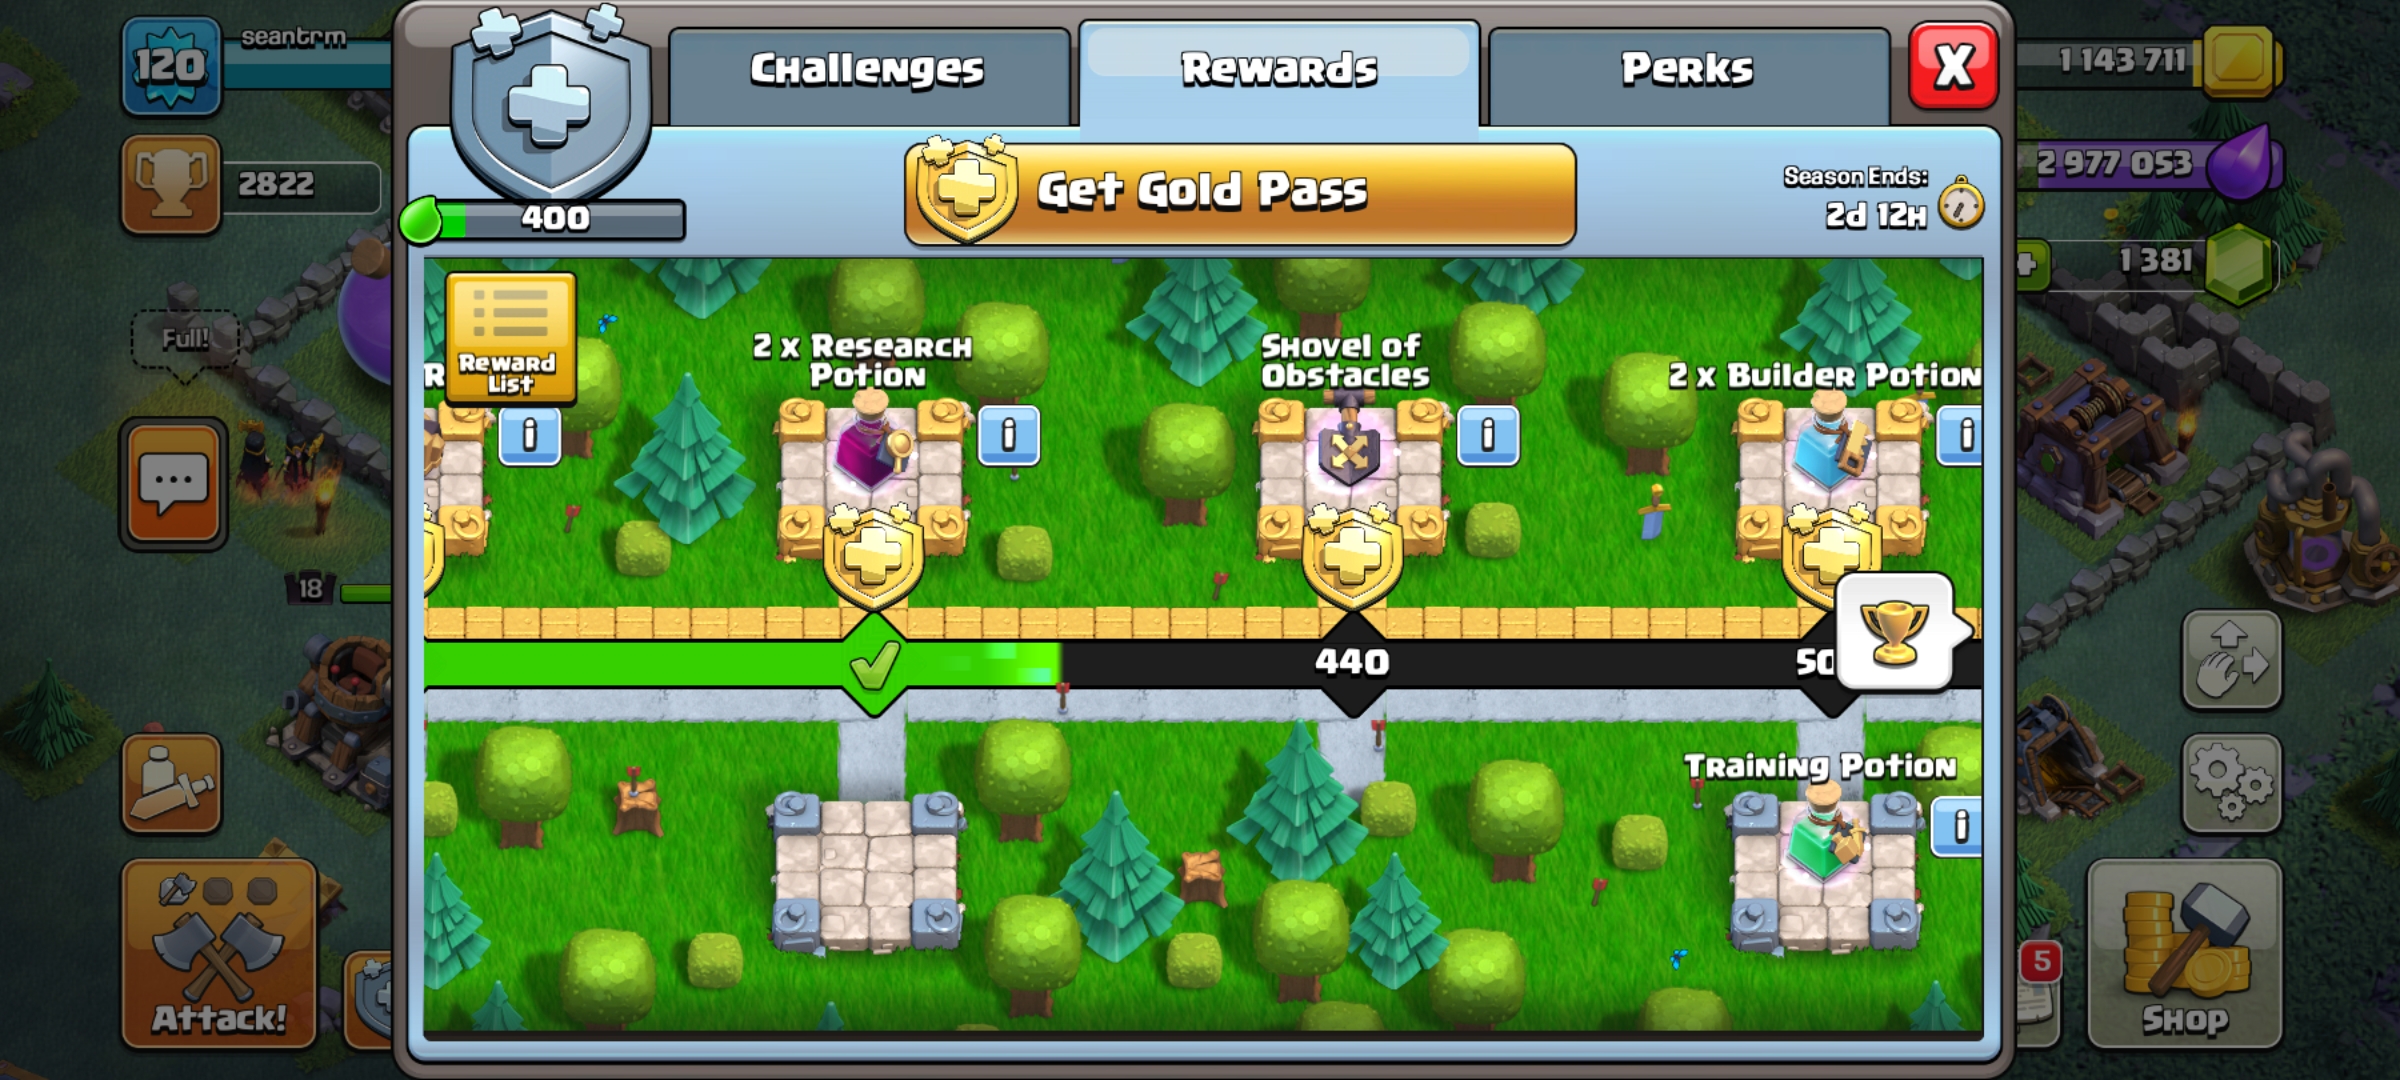 120
seantrm
2822
Challenges
Rewards
Perks
X
1 143 711
Get Gold Pass
Season Ends:
2d 12h
400
2 977 053
1 381
Full!
Reward
List
2 x Research
Potion
Shovel of
Obstacles
2 x Builder Potion
i
i
i
i
18
440
Training Potion
i
Attack!
5
Shop